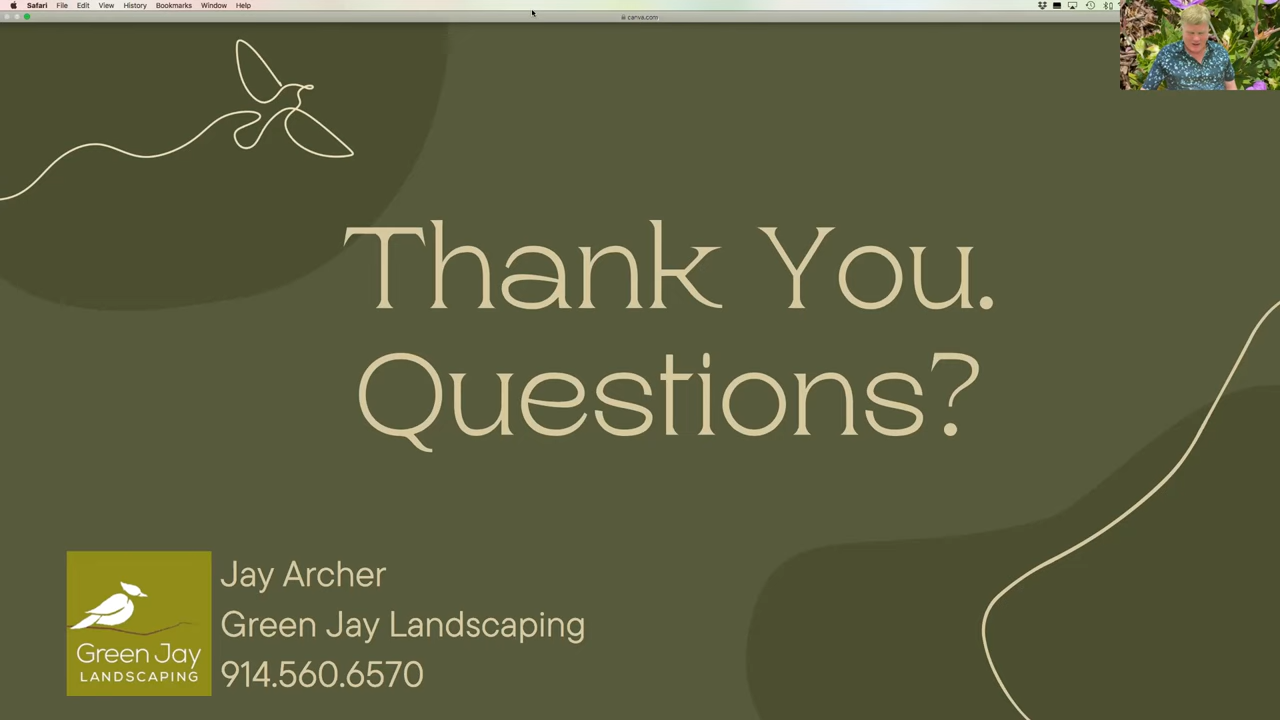 Safari File Edit View History Bookmarks Window Help
canva.com
Thank You.
Questions?
Jay Archer
Green Jay Landscaping
914.560.6570
Green Jay
LANDSCAPING